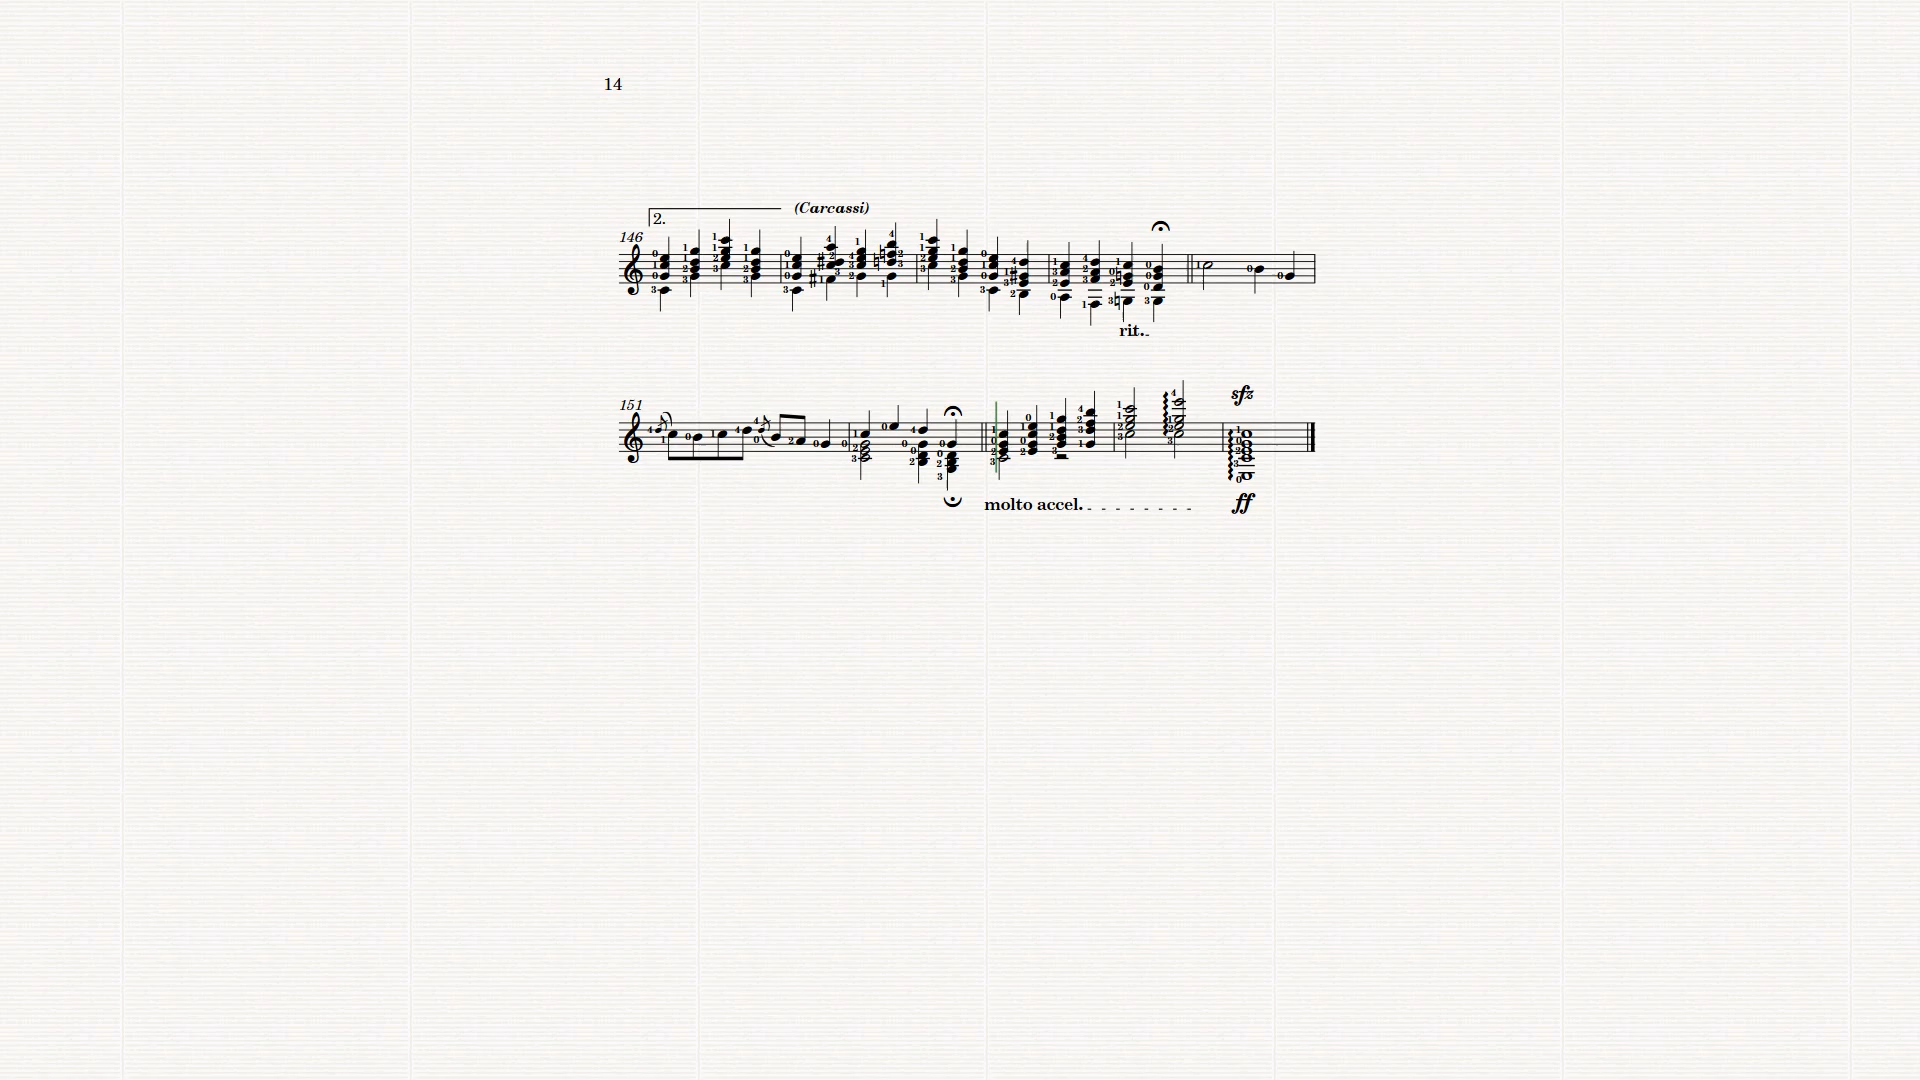 14
2.
(Carcassi)
146
rit.
151
sfz
molto accel.
ff